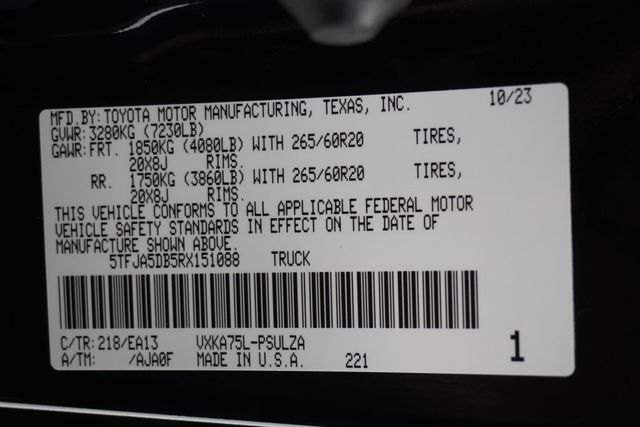 MFD.BY: TOYOTA MOTOR MANUFACTURING, TEXAS, INC. 10/23
GVWR: 3280KG (7230LB)
GAWR: FRT. 1850KG (4080LB) WITH 265/60R20 TIRES,
20X8J RIMS.
RR. 1750KG (3860LB) WITH 265/60R20 TIRES,
20X8J RIMS.
THIS VEHICLE CONFORMS TO ALL APPLICABLE FEDERAL MOTOR
VEHICLE SAFETY STANDARDS IN EFFECT ON THE DATE OF
MANUFACTURE SHOWN ABOVE.
5TFJA5DB5RX151088 TRUCK
C/TR: 218/EA13 VXKA75L-PSULZA
A/TM: /AJA0F MADE IN U.S.A. 221 1